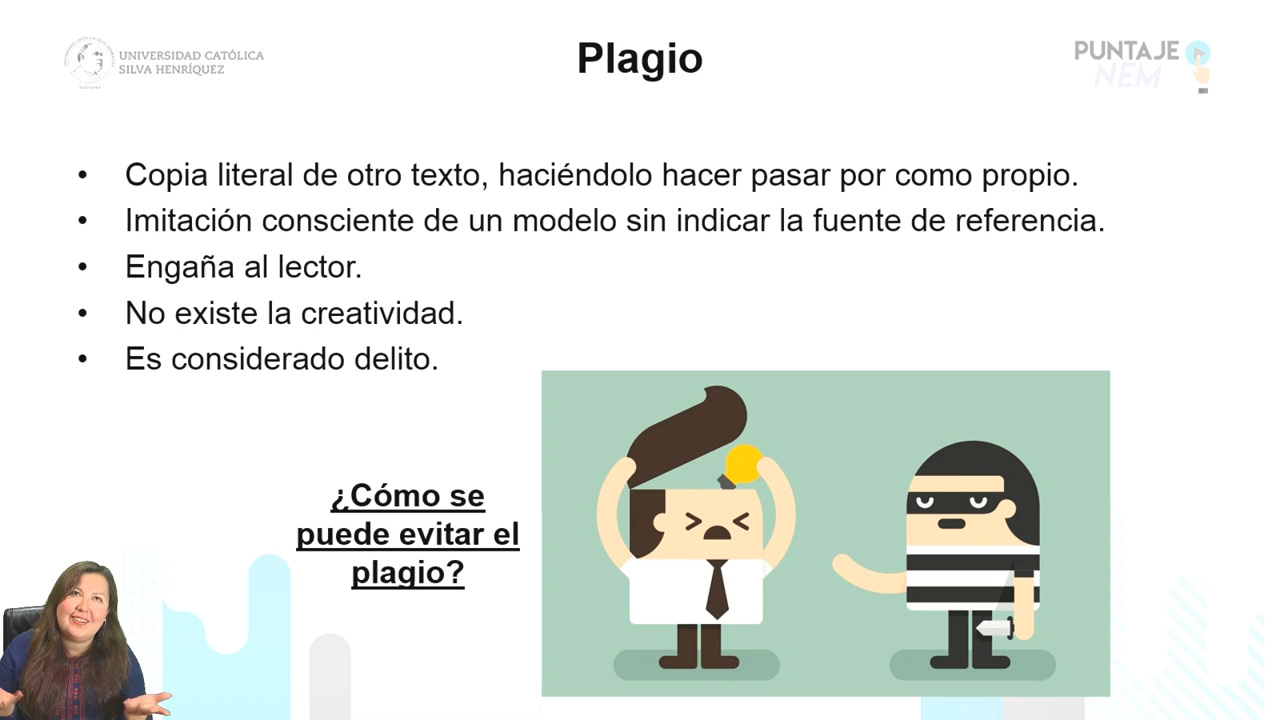 UNIVERSIDAD CATÓLICA
SILVA HENRÍQUEZ
Plagio
PUNTAJE
NEM
• Copia literal de otro texto, haciéndolo hacer pasar por como propio.
• Imitación consciente de un modelo sin indicar la fuente de referencia.
• Engaña al lector.
• No existe la creatividad.
• Es considerado delito.
¿Cómo se
puede evitar el
plagio?